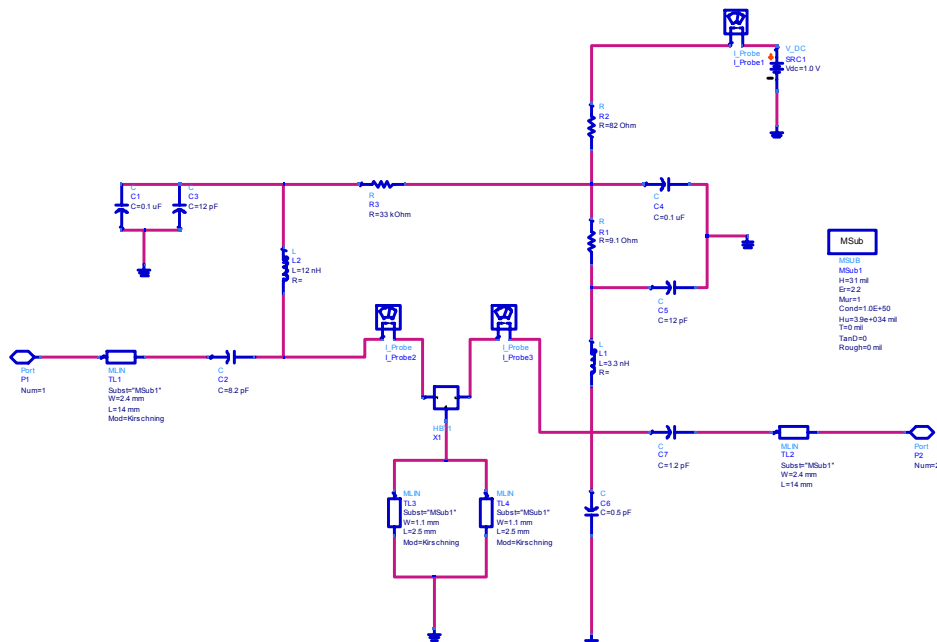 I_Probe
I_Probe1
V_DC
SRC1
Vdc=1.0 V
R
R2
R=82 Ohm
C
C1
C=0.1 uF
C
C3
C=12 pF
R
R3
R=33 kOhm
C
C4
C=0.1 uF
R
R1
R=9.1 Ohm
L
L2
L=12 nH
R=
C
C5
C=12 pF
MSub
MSUB
MSub1
H=31 mil
Er=2.2
Mur=1
Cond=1.0E+50
Hu=3.9e+034 mil
T=0 mil
TanD=0
Rough=0 mil
I_Probe
I_Probe2
I_Probe
I_Probe3
L
L1
L=3.3 nH
R=
Port
P1
Num=1
MLIN
TL1
Subst="MSub1"
W=2.4 mm
L=14 mm
Mod=Kirschning
C
C2
C=8.2 pF
X1
C
C7
C=1.2 pF
MLIN
TL2
Subst="MSub1"
W=2.4 mm
L=14 mm
Port
P2
MLIN
TL3
Subst="MSub1"
W=1.1 mm
L=2.5 mm
Mod=Kirschning
MLIN
TL4
Subst="MSub1"
W=1.1 mm
L=2.5 mm
Mod=Kirschning
C
C6
C=0.5 pF